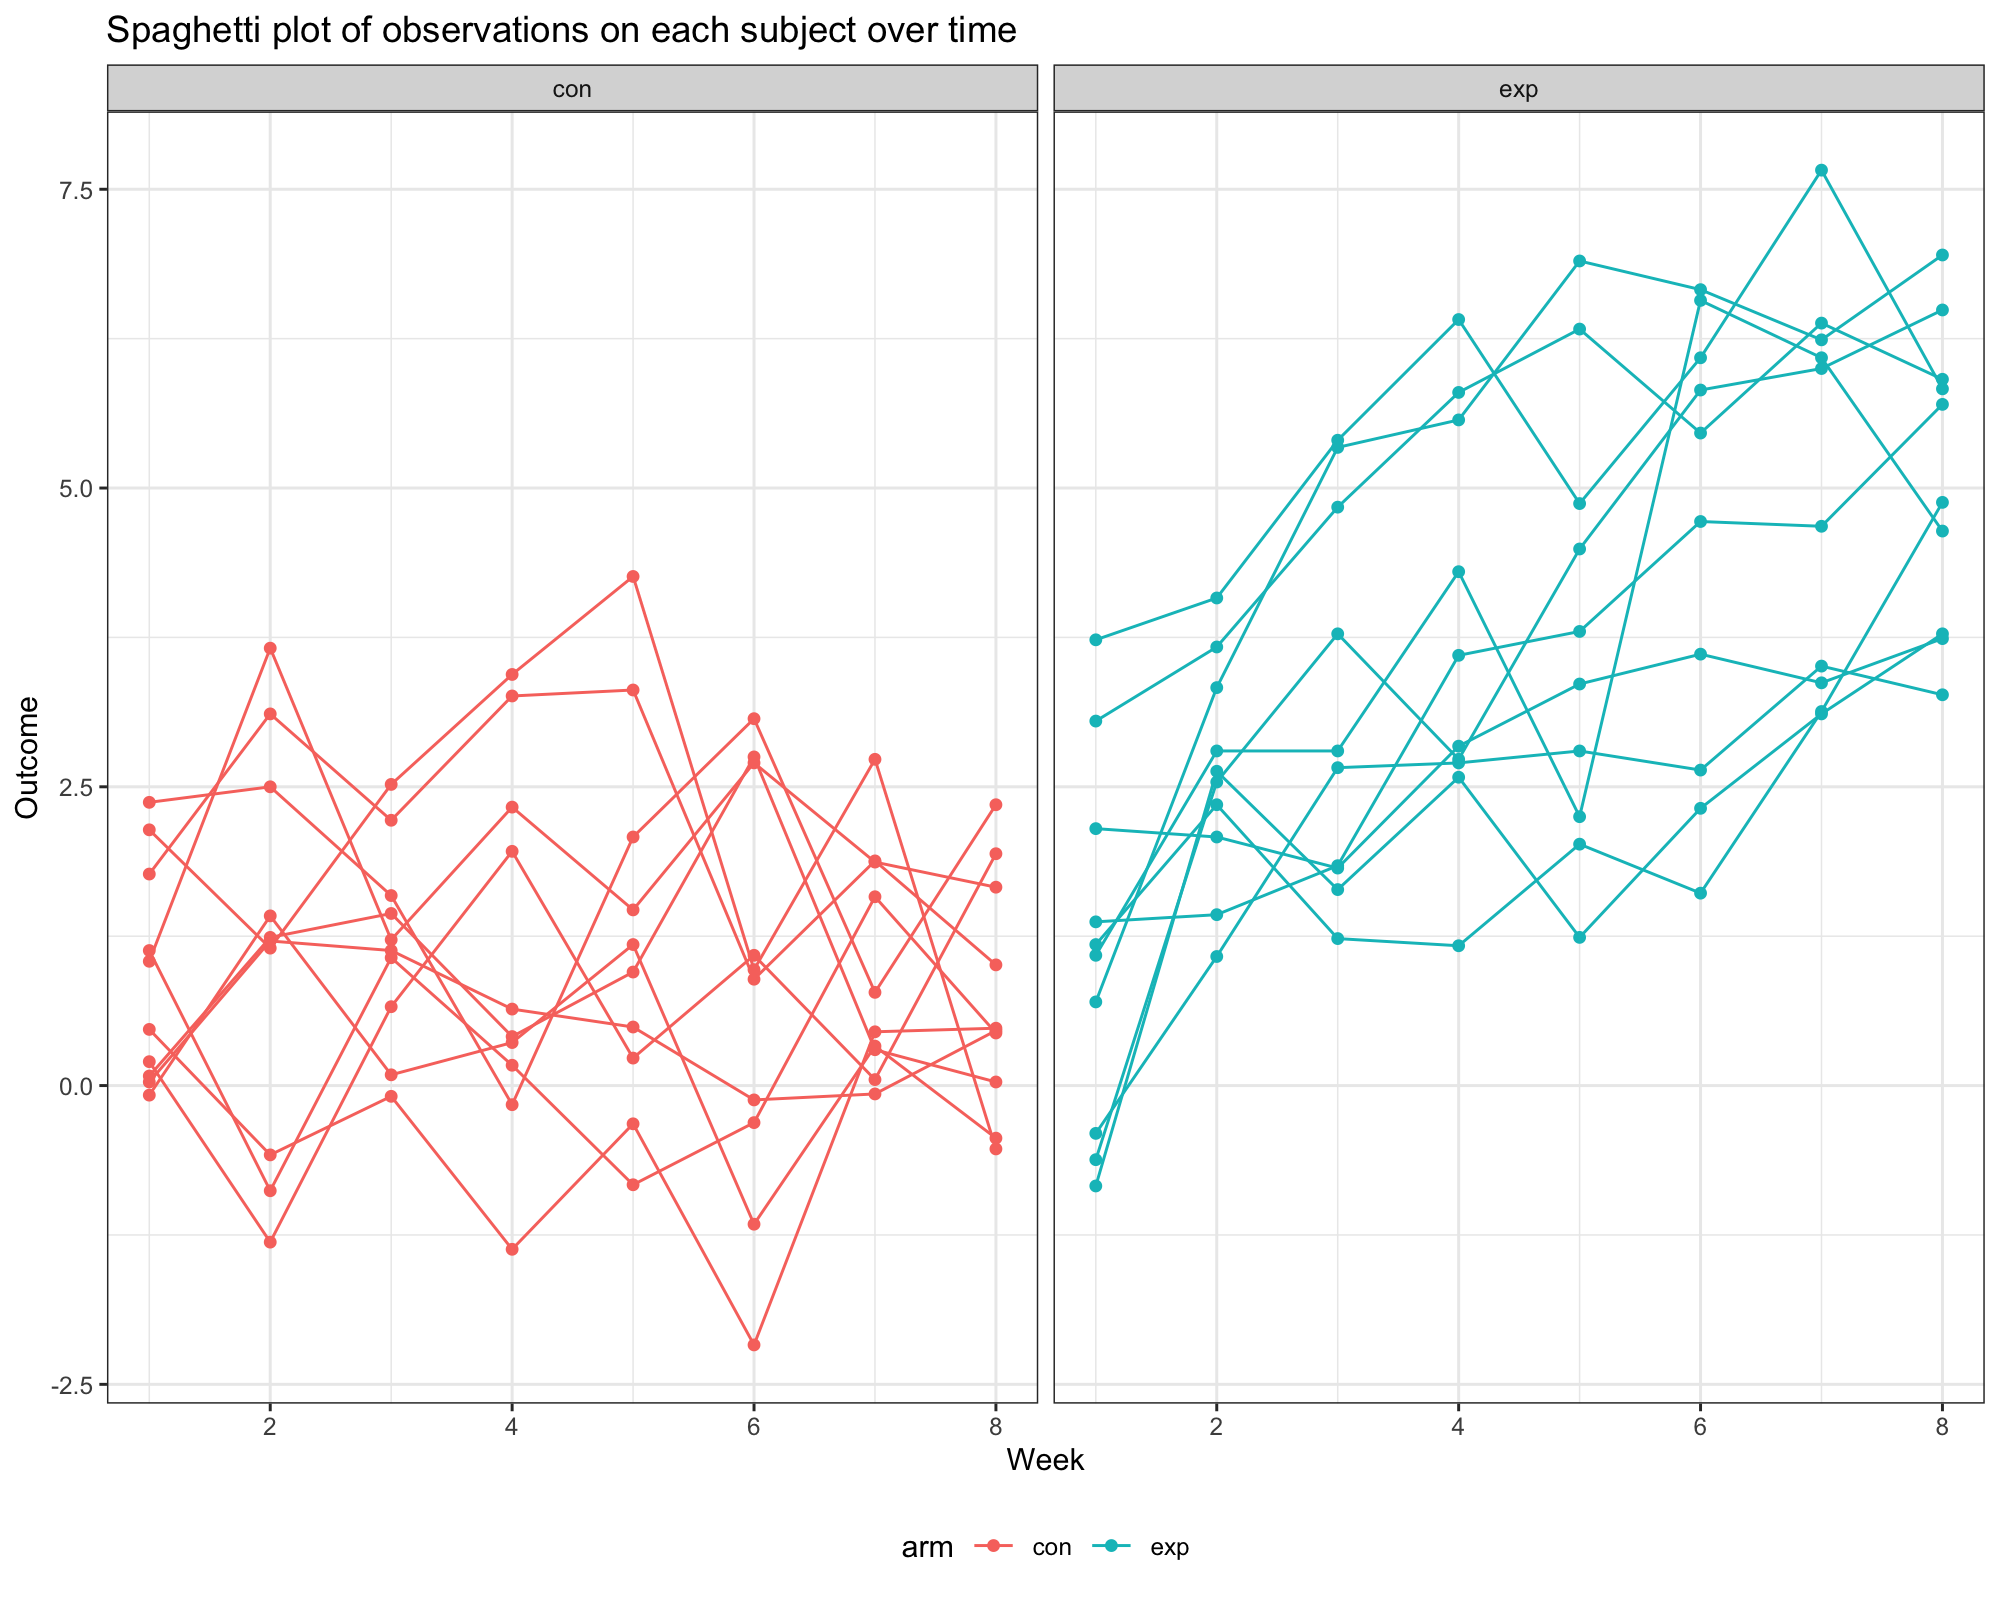 Spaghetti plot of observations on each subject over time
con exp
7.5
5.0
2.5
0.0
-2.5
Outcome
2 4 6 8 2 4 6 8
Week
arm con exp